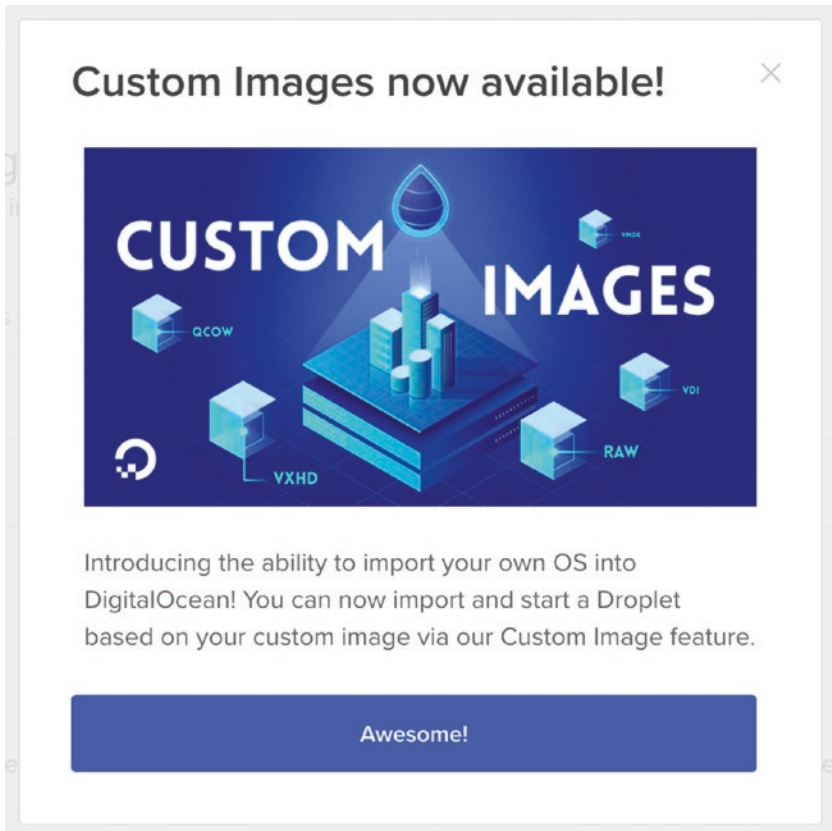 Custom Images now available!
CUSTOM
IMAGES
VMDK
QCOW
VDI
RAW
VXHD
Introducing the ability to import your own OS into
DigitalOcean! You can now import and start a Droplet
based on your custom image via our Custom Image feature.
Awesome!